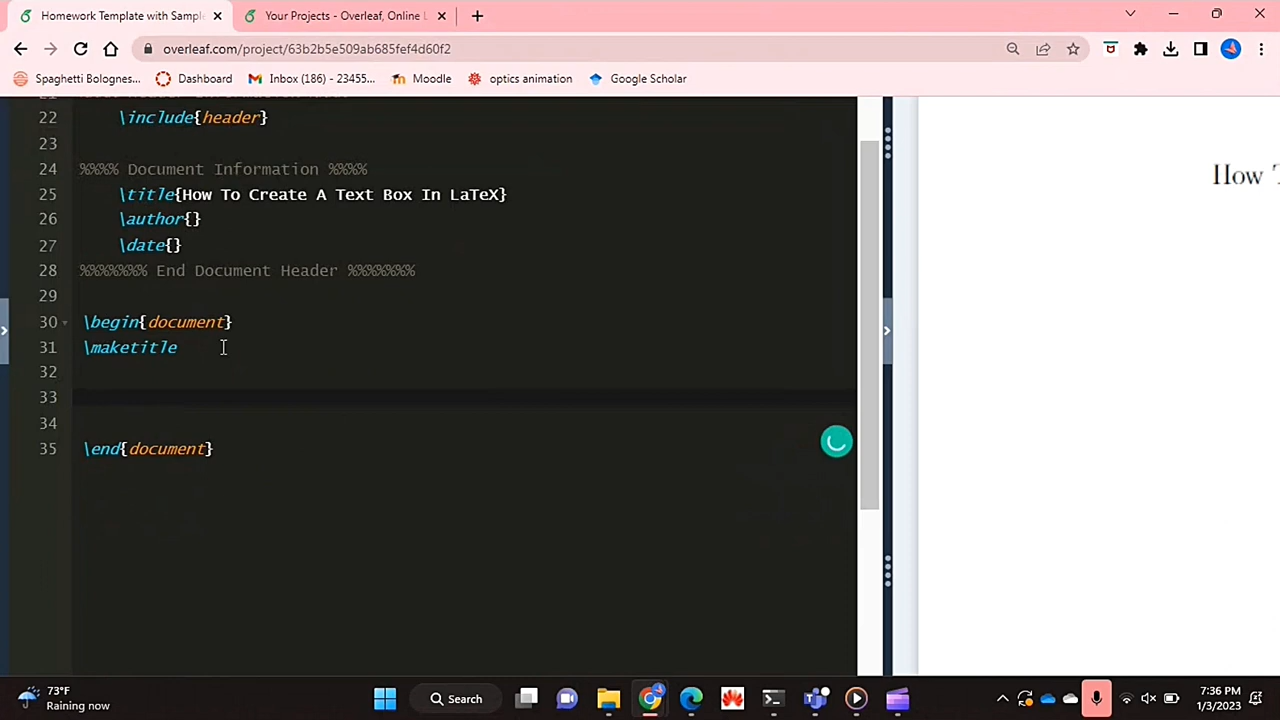 Homework Template with Sample
Your Projects - Overleaf, Online L
overleaf.com/project/63b2b5e509ab685fef4d60f2
Spaghetti Bolognes...
Dashboard
Inbox (186) - 23455...
Moodle
optics animation
Google Scholar
22 \include{header}
23
24 %%%% Document Information %%%%
25 \title{How To Create A Text Box In LaTeX}
26 \author{}
27 \date{}
28 %%%%%%% End Document Header %%%%%%%
29
30 \begin{document}
31 \maketitle
32
33
34
35 \end{document}
How T
73°F
Raining now
Search
7:36 PM
1/3/2023